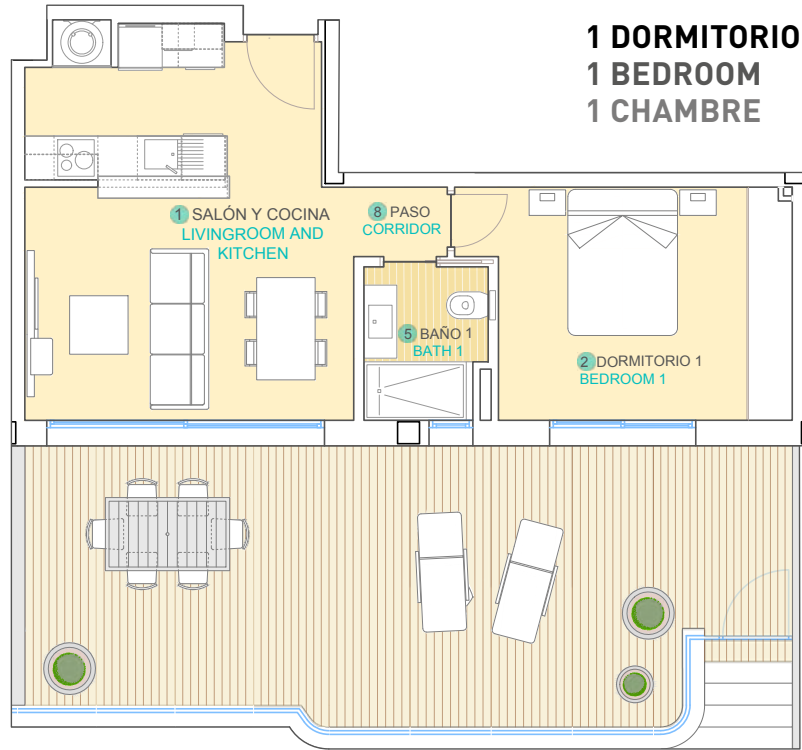 1 DORMITORIO
1 BEDROOM
1 CHAMBRE
1 SALÓN Y COCINA
LIVINGROOM AND
KITCHEN
8 PASO
CORRIDOR
5 BAÑO 1
BATH 1
2 DORMITORIO 1
BEDROOM 1